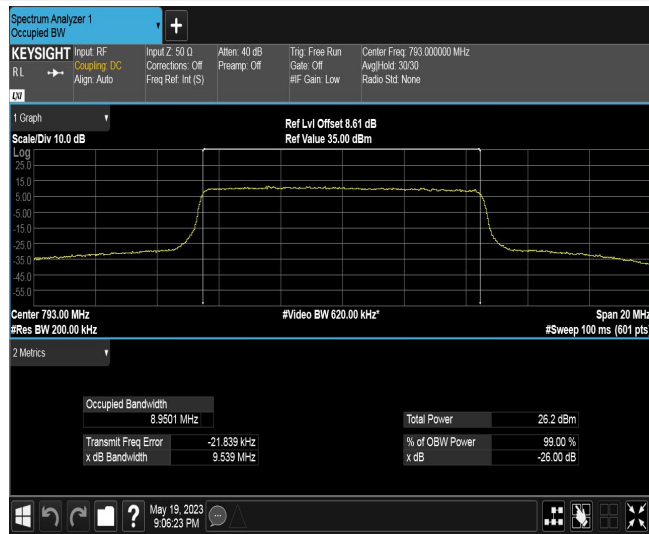 Spectrum Analyzer 1
Occupied BW
+
KEYSIGHT Input: RF Input Z: 50 Ω Atten: 40 dB Trig: Free Run Center Freq: 793.000000 MHz
RL Coupling: DC Corrections: Off Preamp: Off Gate: Off Avg|Hold: 30/30
Align: Auto Freq Ref: Int (S) #IF Gain: Low Radio Std: None
LXI
1 Graph
Ref Lvl Offset 8.61 dB
Scale/Div 10.0 dB Ref Value 35.00 dBm
Log
25.0
15.0
5.00
-5.00
-15.0
-25.0
-35.0
-45.0
-55.0
Center 793.00 MHz #Video BW 620.00 kHz* Span 20 MHz
#Res BW 200.00 kHz #Sweep 100 ms (601 pts)
2 Metrics
Occupied Bandwidth
8.9501 MHz Total Power 26.2 dBm
Transmit Freq Error -21.839 kHz % of OBW Power 99.00 %
x dB Bandwidth 9.539 MHz x dB -26.00 dB
? May 19, 2023
9:06:23 PM